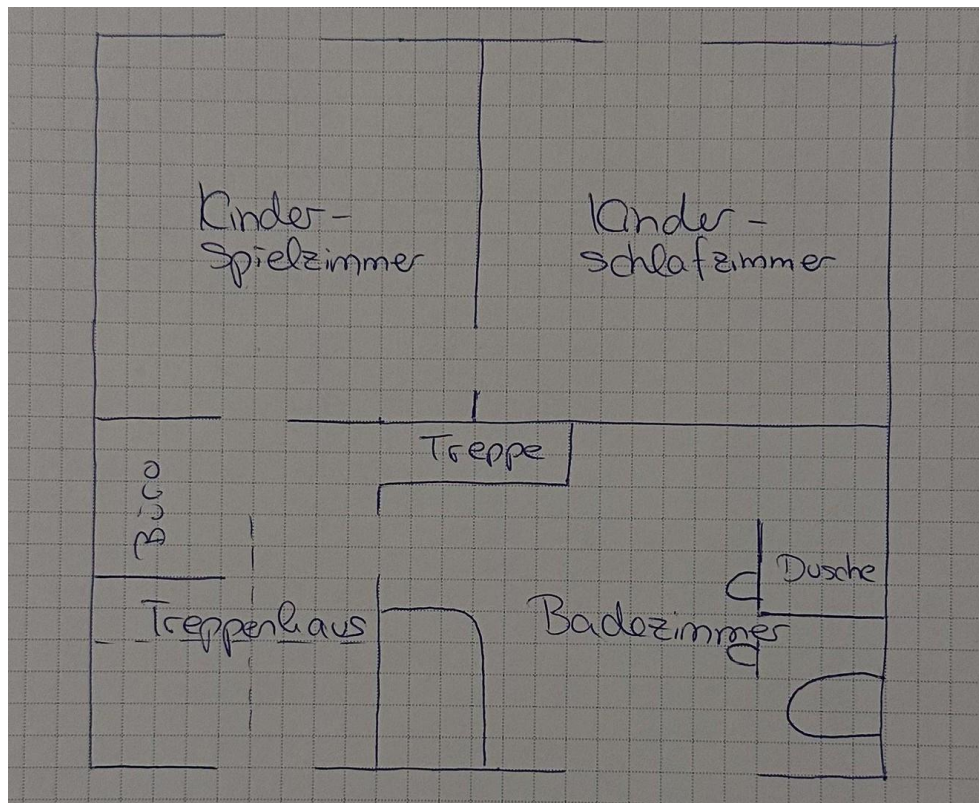 Kinder-
spielzimmer
Kinder-
schlafzimmer
Treppe
Büro
Dusche
Treppenhaus
Badezimmer